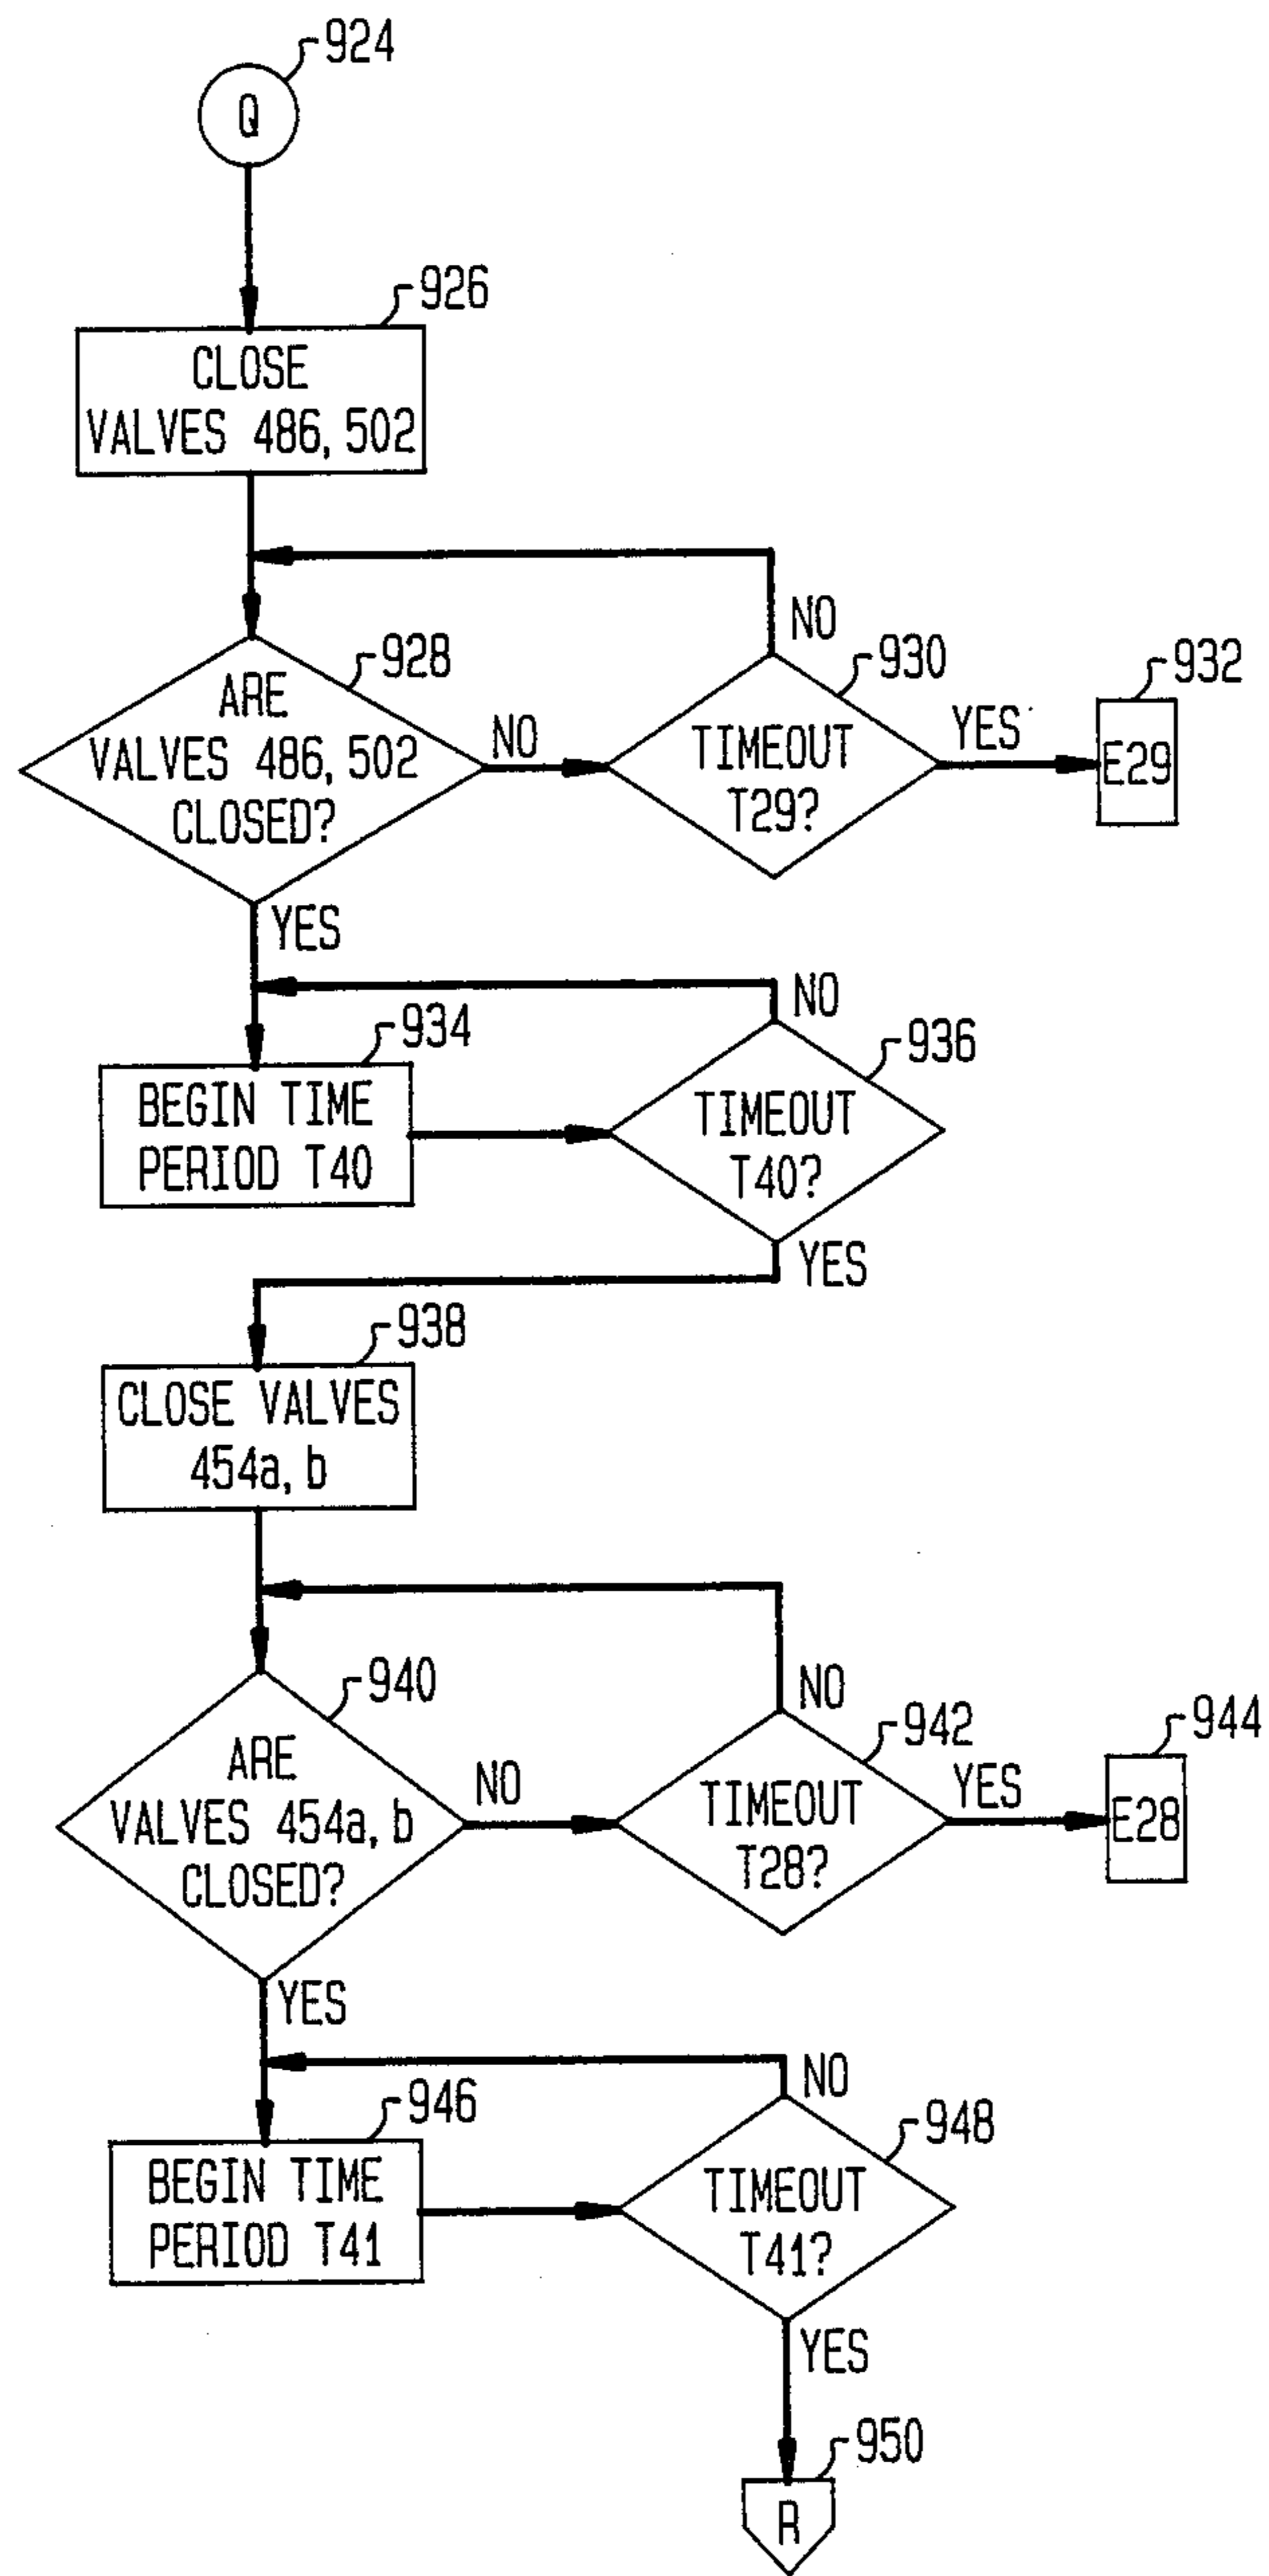 924
Q
926
CLOSE
VALVES 486, 502
NO
928
930
932
ARE
VALVES 486, 502
CLOSED?
NO
TIMEOUT
T29?
YES
E29
YES
NO
934
936
BEGIN TIME
PERIOD T40
TIMEOUT
T40?
YES
938
CLOSE VALVES
454a, b
940
NO
942
944
ARE
VALVES 454a, b
CLOSED?
NO
TIMEOUT
T28?
YES
E28
YES
NO
946
948
BEGIN TIME
PERIOD T41
TIMEOUT
T41?
YES
950
R